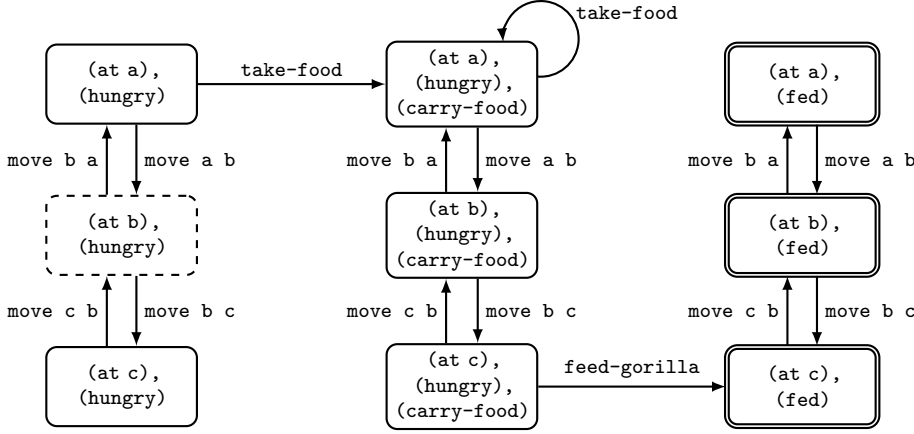 take-food
(at a),
(hungry)
take-food
(at a),
(hungry),
(carry-food)
(at a),
(fed)
move b a
move a b
move b a
move a b
move b a
move a b
(at b),
(hungry)
(at b),
(hungry),
(carry-food)
(at b),
(fed)
move c b
move b c
move c b
move b c
move c b
move b c
(at c),
(hungry)
(at c),
(hungry),
(carry-food)
feed-gorilla
(at c),
(fed)